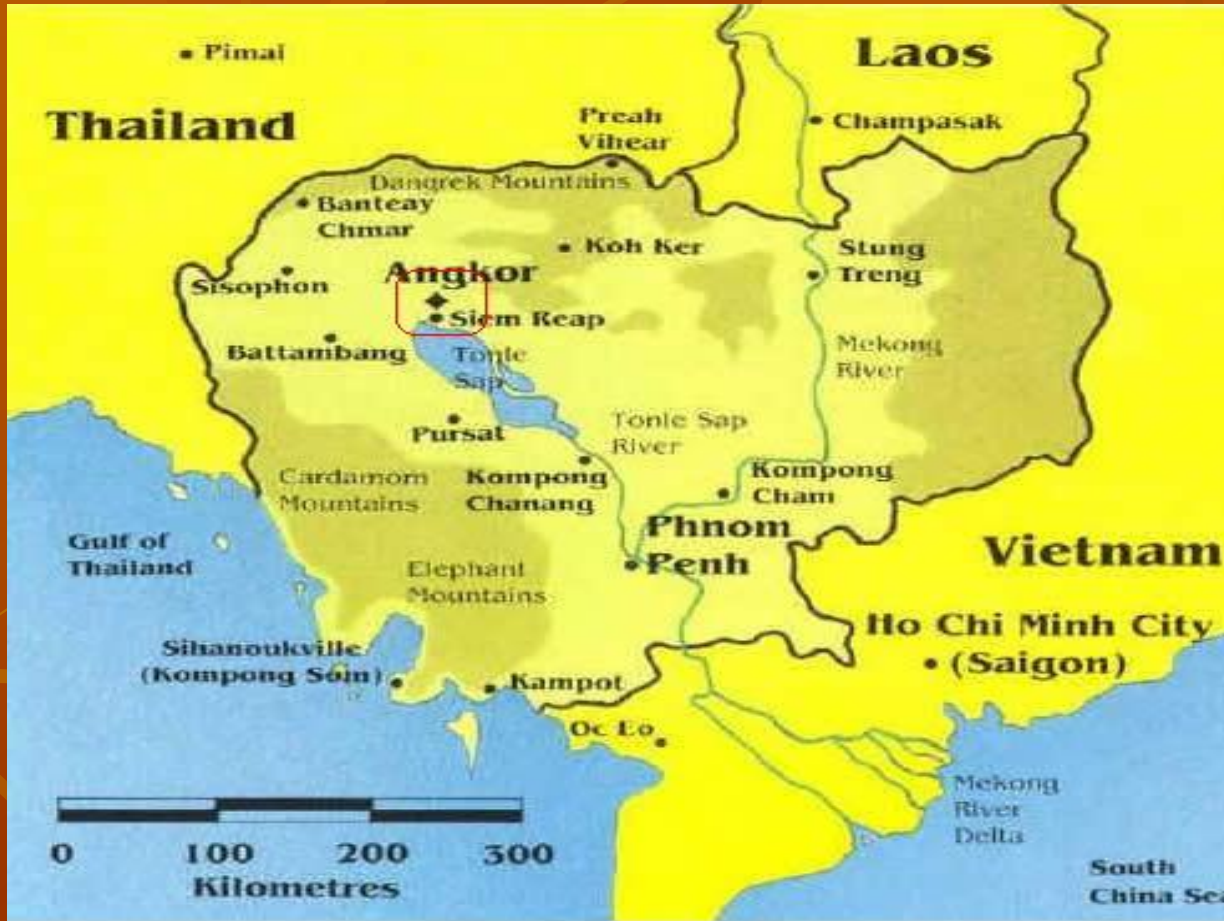 Pimai
Laos
Thailand
Preah
Vihear
Champasak
Dangrek Mountains
Banteay
Chmar
Koh Ker
Stung
Treng
Angkor
Sisophon
Siem Reap
Battambang
Tonle
Sap
Mekong
River
Pursat
Tonle Sap
River
Cardamom
Mountains
Kompong
Chanang
Kompong
Cham
Gulf of
Thailand
Phnom
Penh
Vietnam
Elephant
Mountains
Ho Chi Minh City
(Saigon)
Sihanoukville
(Kompong Som)
Kampot
Oc Eo
Mekong
River
Delta
0 100 200 300
Kilometres
South
China Sea